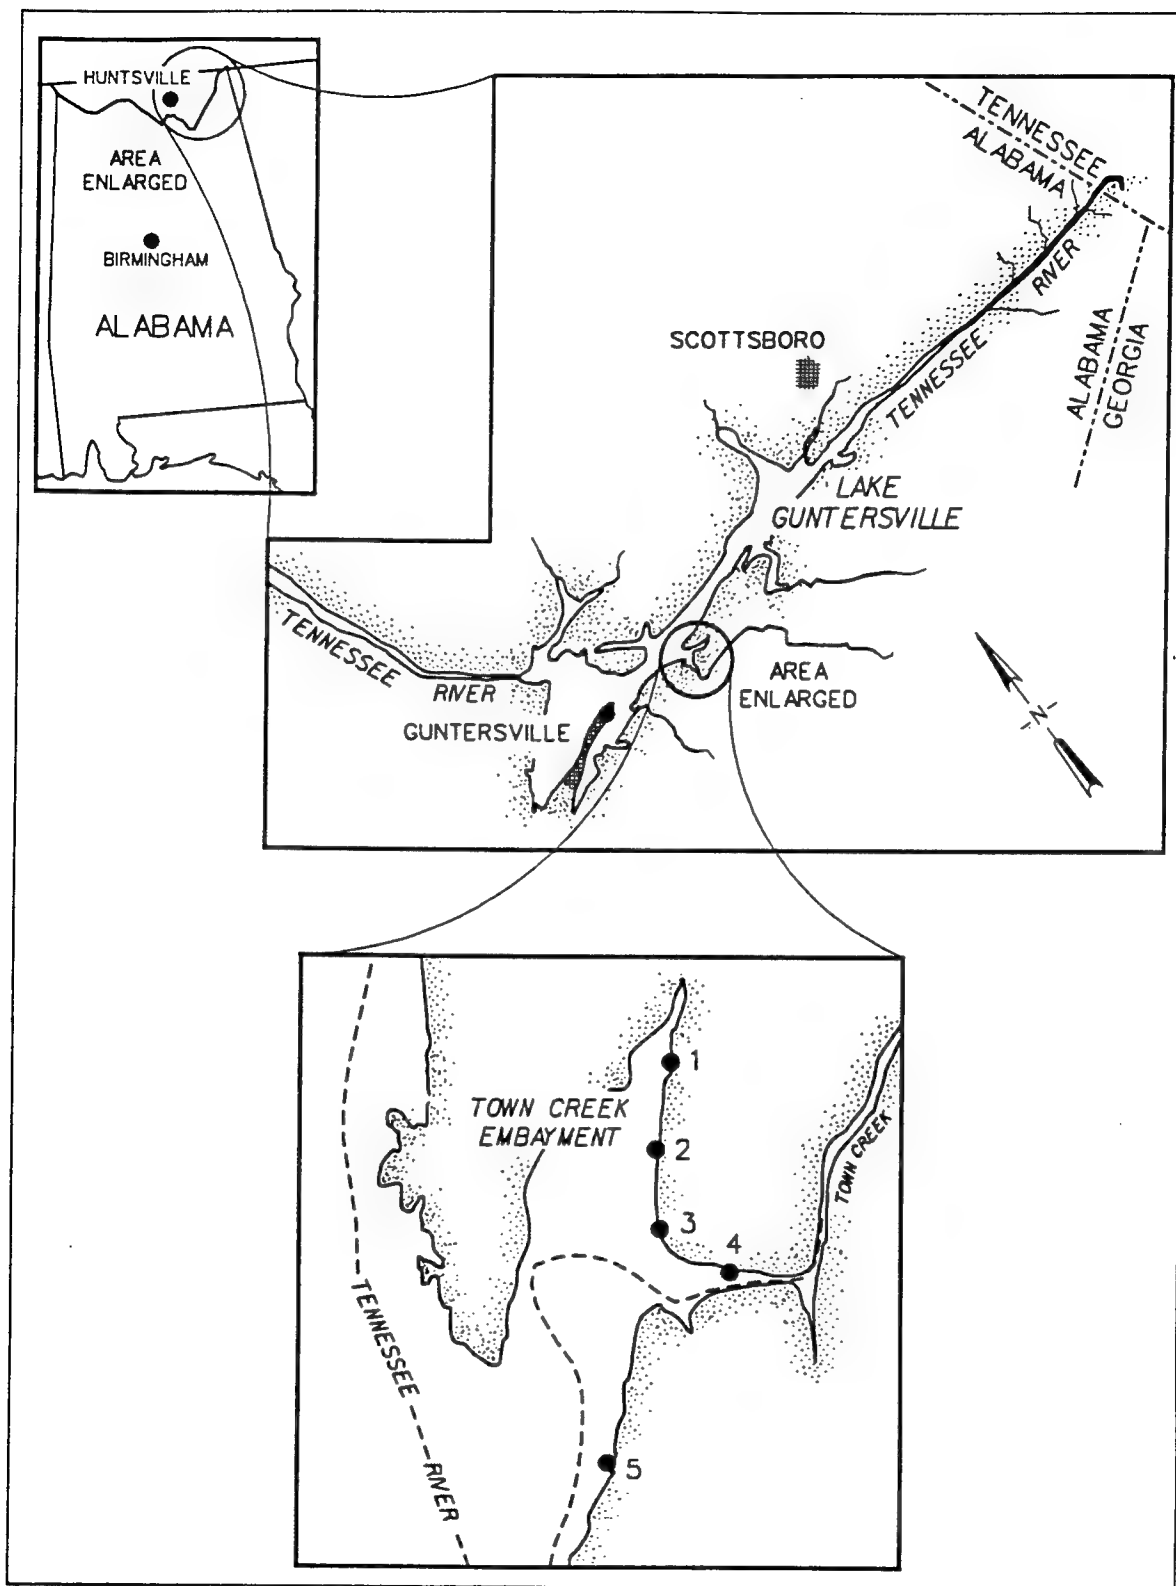 HUNTSVILLE
AREA
ENLARGED
BIRMINGHAM
ALABAMA
TENNESSEE
ALABAMA
RIVER
TENNESSEE
ALABAMA
GEORGIA
SCOTTSBORO
LAKE
GUNTERSVILLE
TENNESSEE
RIVER
GUNTERSVILLE
AREA
ENLARGED
N
1
TOWN CREEK
EMBAYMENT
2
TOWN CREEK
3
4
TENNESSEE
RIVER
5